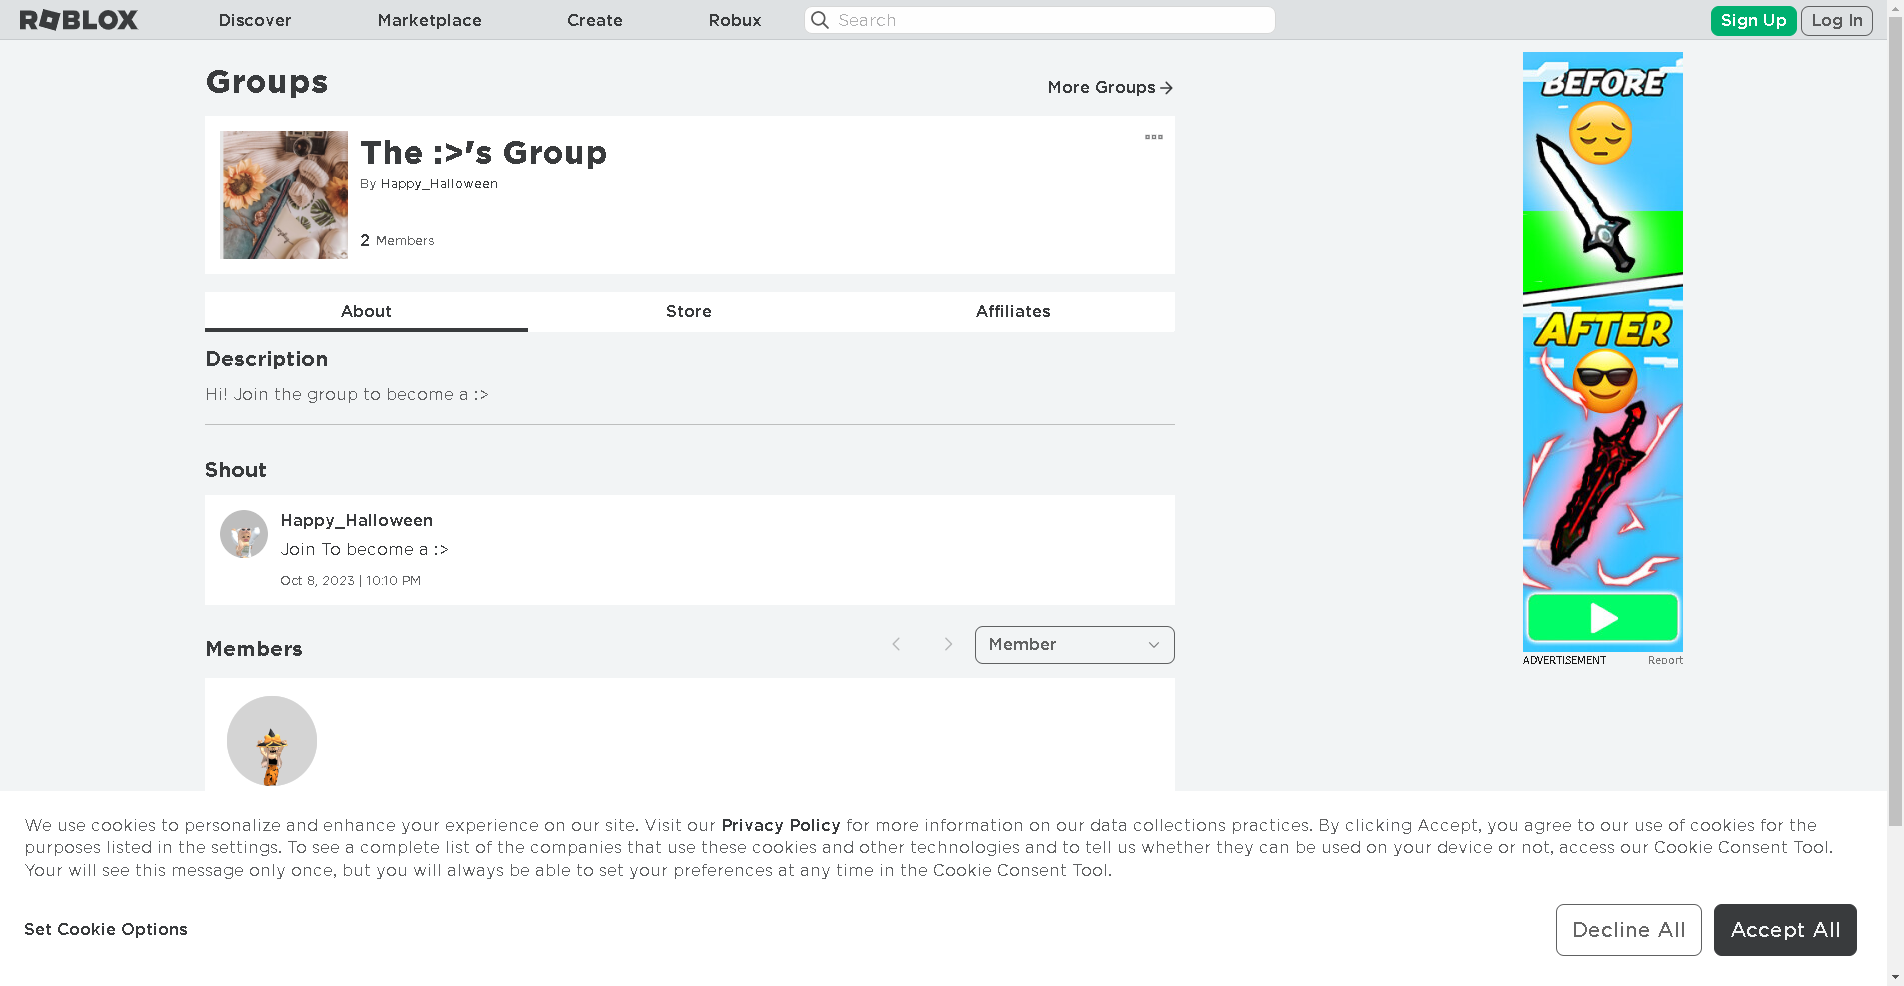 ROBLOX
Discover
Marketplace
Create
Robux
Search
Sign Up
Log In
Groups
More Groups
The :>'s Group
By Happy_Halloween
2 Members
About
Store
Affiliates
Description
Hi! Join the group to become a :>
Shout
Happy_Halloween
Join To become a :>
Oct 8, 2023 | 10:10 PM
Members
Member
BEFORE
AFTER
ADVERTISEMENT
Report
We use cookies to personalize and enhance your experience on our site. Visit our Privacy Policy for more information on our data collections practices. By clicking Accept, you agree to our use of cookies for the
purposes listed in the settings. To see a complete list of the companies that use these cookies and other technologies and to tell us whether they can be used on your device or not, access our Cookie Consent Tool.
Your will see this message only once, but you will always be able to set your preferences at any time in the Cookie Consent Tool.
Set Cookie Options
Decline All
Accept All